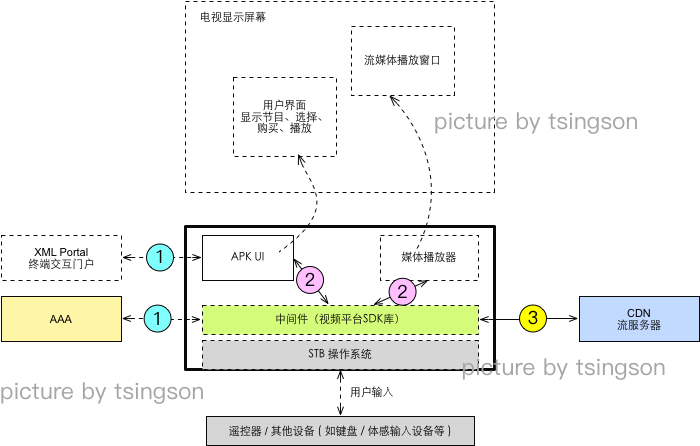 电视显示屏幕
流媒体播放窗口
用户界面
显示节目、选择、
购买、播放
picture by tsingson
XML Portal
终端交互门户
1
APK UI
媒体播放器
2
2
AAA
1
中间件（视频平台SDK库）
3
CDN
流服务器
STB 操作系统
picture by tsingson
picture by tsingson
用户输入
遥控器 / 其他设备 ( 如键盘 / 体感输入设备等 )